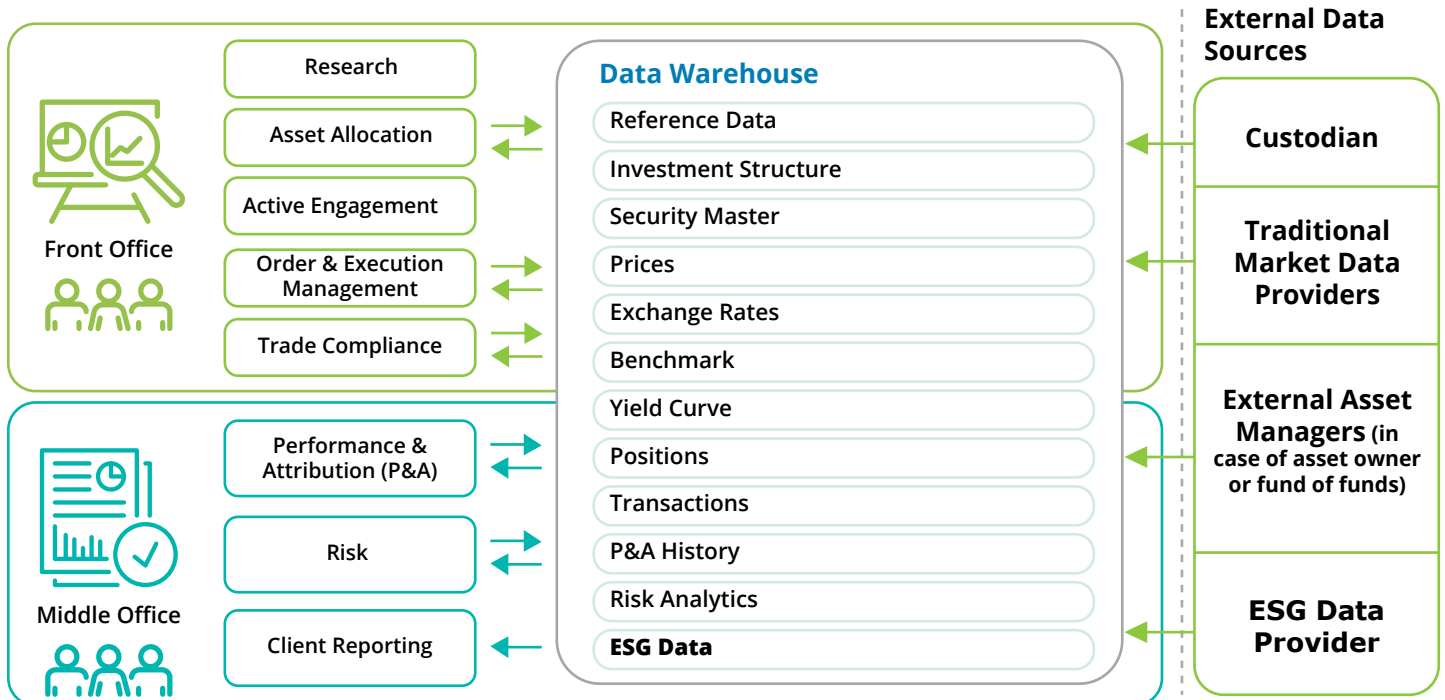 External Data
Sources
Research
Asset Allocation
Active Engagement
Order & Execution
Management
Trade Compliance
Front Office
Performance &
Attribution (P&A)
Risk
Client Reporting
Middle Office
Data Warehouse
Reference Data
Investment Structure
Security Master
Prices
Exchange Rates
Benchmark
Yield Curve
Positions
Transactions
P&A History
Risk Analytics
ESG Data
Custodian
Traditional
Market Data
Providers
External Asset
Managers (in
case of asset owner
or fund of funds)
ESG Data
Provider